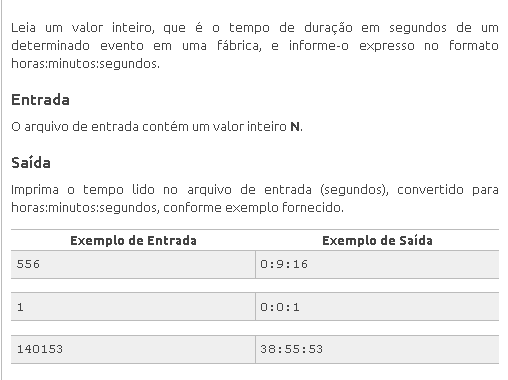 Leia um valor inteiro, que é o tempo de duração em segundos de um
determinado evento em uma fábrica, e informe-o expresso no formato
horas:minutos:segundos.
Entrada
O arquivo de entrada contém um valor inteiro N.
Saída
Imprima o tempo lido no arquivo de entrada (segundos), convertido para
horas:minutos:segundos, conforme exemplo fornecido.
Exemplo de Entrada Exemplo de Saída
556 0:9:16
1 0:0:1
140153 38:55:53